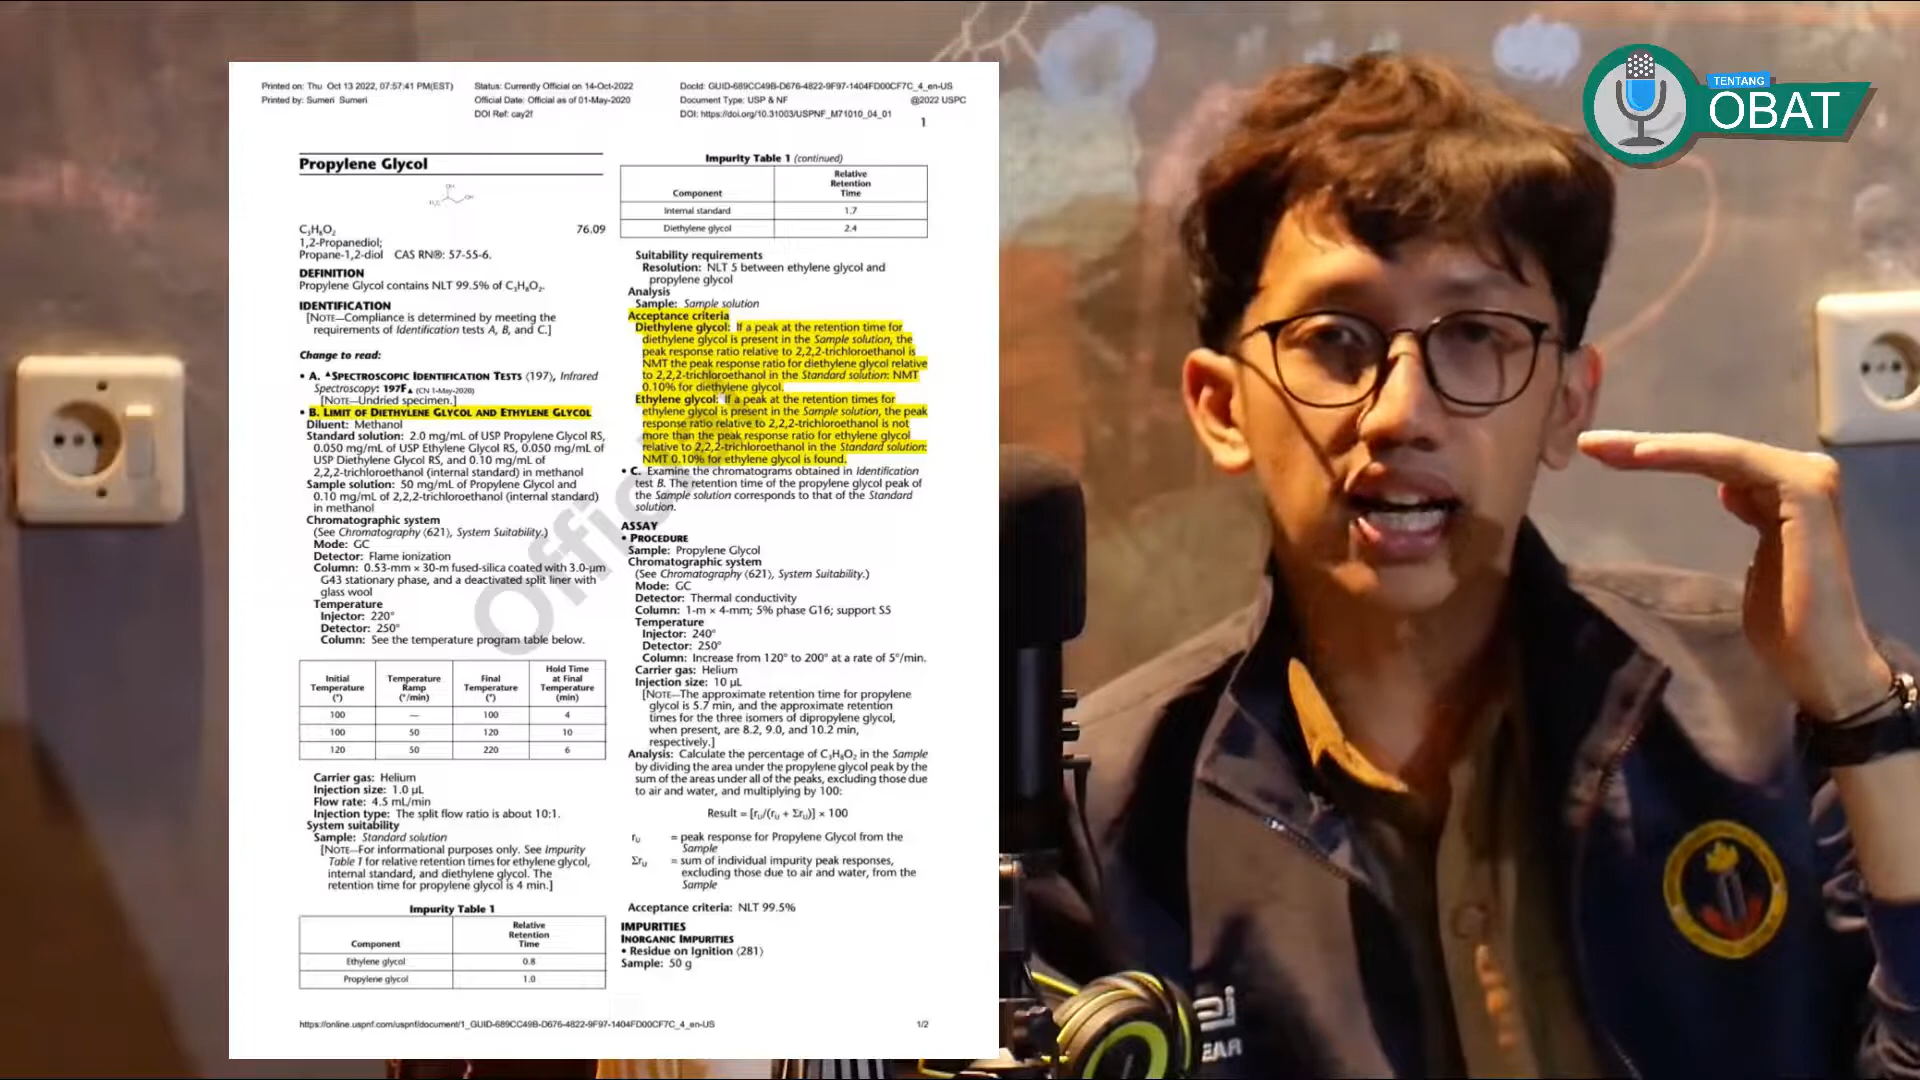 Printed on: Thu Oct 13 2022, 07:57:41 PM(EST)
Printed by: Sumeri Sumeri
Status: Currently Official on 14-Oct-2022
Official Date: Official as of 01-May-2020
DOI Ref: cay2f
DocId: GUID-689CC49B-D676-4822-9F97-1404FD00CF7C_4_en-US
Document Type: USP & NF
@2022 USPC
DOI: https://doi.org/10.31003/USPNF_M71010_04_01
1
Propylene Glycol
C₃H₈O₂ 76.09
1,2-Propanediol;
Propane-1,2-diol CAS RN®: 57-55-6.
DEFINITION
Propylene Glycol contains NLT 99.5% of C₃H₈O₂.
IDENTIFICATION
[NOTE—Compliance is determined by meeting the
requirements of Identification tests A, B, and C.]
Change to read:
• A. ▲SPECTROSCOPIC IDENTIFICATION TESTS ⟨197⟩, Infrared
Spectroscopy: 197F▲ (CN 1-May-2020)
[NOTE—Undried specimen.]
• B. LIMIT OF DIETHYLENE GLYCOL AND ETHYLENE GLYCOL
Diluent: Methanol
Standard solution: 2.0 mg/mL of USP Propylene Glycol RS,
0.050 mg/mL of USP Ethylene Glycol RS, 0.050 mg/mL of
USP Diethylene Glycol RS, and 0.10 mg/mL of
2,2,2-trichloroethanol (internal standard) in methanol
Sample solution: 50 mg/mL of Propylene Glycol and
0.10 mg/mL of 2,2,2-trichloroethanol (internal standard)
in methanol
Chromatographic system
(See Chromatography ⟨621⟩, System Suitability.)
Mode: GC
Detector: Flame ionization
Column: 0.53-mm × 30-m fused-silica coated with 3.0-µm
G43 stationary phase, and a deactivated split liner with
glass wool
Temperature
Injector: 220°
Detector: 250°
Column: See the temperature program table below.
Initial Temperature (°) Temperature Ramp (°/min) Final Temperature (°) Hold Time at Final Temperature (min)
100 — 100 4
100 50 120 10
120 50 220 6
Carrier gas: Helium
Injection size: 1.0 µL
Flow rate: 4.5 mL/min
Injection type: The split flow ratio is about 10:1.
System suitability
Sample: Standard solution
[NOTE—For informational purposes only. See Impurity
Table 1 for relative retention times for ethylene glycol,
internal standard, and diethylene glycol. The
retention time for propylene glycol is 4 min.]
Impurity Table 1
Component Relative Retention Time
Ethylene glycol 0.8
Propylene glycol 1.0
Impurity Table 1 (continued)
Component Relative Retention Time
Internal standard 1.7
Diethylene glycol 2.4
Suitability requirements
Resolution: NLT 5 between ethylene glycol and
propylene glycol
Analysis
Sample: Sample solution
Acceptance criteria
Diethylene glycol: If a peak at the retention time for
diethylene glycol is present in the Sample solution, the
peak response ratio relative to 2,2,2-trichloroethanol is
NMT the peak response ratio for diethylene glycol relative
to 2,2,2-trichloroethanol in the Standard solution: NMT
0.10% for diethylene glycol.
Ethylene glycol: If a peak at the retention times for
ethylene glycol is present in the Sample solution, the peak
response ratio relative to 2,2,2-trichloroethanol is not
more than the peak response ratio for ethylene glycol
relative to 2,2,2-trichloroethanol in the Standard solution:
NMT 0.10% for ethylene glycol is found.
• C. Examine the chromatograms obtained in Identification
test B. The retention time of the propylene glycol peak of
the Sample solution corresponds to that of the Standard
solution.
ASSAY
• PROCEDURE
Sample: Propylene Glycol
Chromatographic system
(See Chromatography ⟨621⟩, System Suitability.)
Mode: GC
Detector: Thermal conductivity
Column: 1-m × 4-mm; 5% phase G16; support S5
Temperature
Injector: 240°
Detector: 250°
Column: Increase from 120° to 200° at a rate of 5°/min.
Carrier gas: Helium
Injection size: 10 µL
[NOTE—The approximate retention time for propylene
glycol is 5.7 min, and the approximate retention
times for the three isomers of dipropylene glycol,
when present, are 8.2, 9.0, and 10.2 min,
respectively.]
Analysis: Calculate the percentage of C₃H₈O₂ in the Sample
by dividing the area under the propylene glycol peak by the
sum of the areas under all of the peaks, excluding those due
to air and water, and multiplying by 100:
Result = [rᵤ/(rᵤ + Σrᵤ)] × 100
rᵤ = peak response for Propylene Glycol from the
Sample
Σrᵤ = sum of individual impurity peak responses,
excluding those due to air and water, from the
Sample
Acceptance criteria: NLT 99.5%
IMPURITIES
INORGANIC IMPURITIES
• Residue on Ignition ⟨281⟩
Sample: 50 g
https://online.uspnf.com/uspnf/document/1_GUID-689CC49B-D676-4822-9F97-1404FD00CF7C_4_en-US
1/2
TENTANG
OBAT
EAR